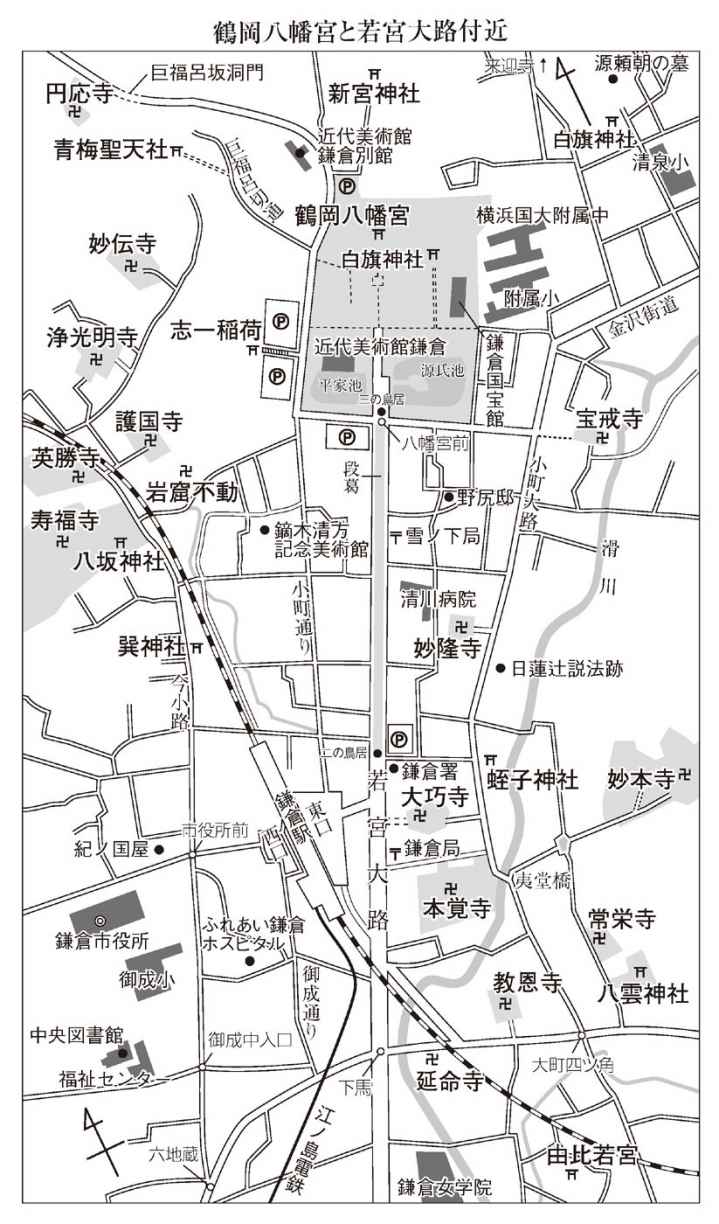 鶴岡八幡宮と若宮大路付近
巨福呂坂洞門
円応寺
新宮神社
来迎寺↑
源頼朝の墓
白旗神社
清泉小
青梅聖天社
近代美術館
鎌倉別館
巨福呂切通
鶴岡八幡宮
横浜国大附属中
妙伝寺
白旗神社
附属小
金沢街道
志一稲荷
浄光明寺
近代美術館鎌倉
鎌倉国宝館
平家池
源氏池
三の鳥居
護国寺
八幡宮前
宝戒寺
英勝寺
岩窟不動
段葛
野尻邸
小町大路
寿福寺
八坂神社
鏑木清方
記念美術館
雪ノ下局
滑川
小町通り
清川病院
妙隆寺
巽神社
日蓮辻説法跡
今小路
二の鳥居
鎌倉署
蛭子神社
妙本寺
若宮大路
大巧寺
鎌倉駅
東口
西口
市役所前
紀ノ国屋
鎌倉局
夷堂橋
本覚寺
鎌倉市役所
ふれあい鎌倉
ホスピタル
常栄寺
御成小
御成通り
教恩寺
八雲神社
中央図書館
御成中入口
福祉センター
下馬
延命寺
大町四ツ角
江ノ島電鉄
六地蔵
由比若宮
鎌倉女学院